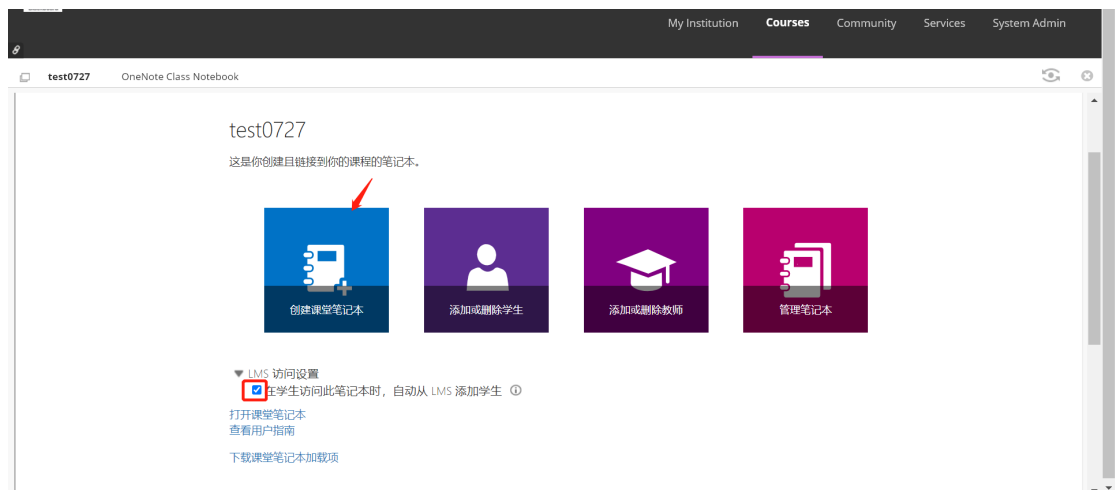 My Institution Courses Community Services System Admin
test0727 OneNote Class Notebook
test0727
这是你创建且链接到你的课程的笔记本。
创建课堂笔记本 添加或删除学生 添加或删除教师 管理笔记本
LMS 访问设置
在学生访问此笔记本时，自动从 LMS 添加学生
打开课堂笔记本
查看用户指南
下载课堂笔记本加载项